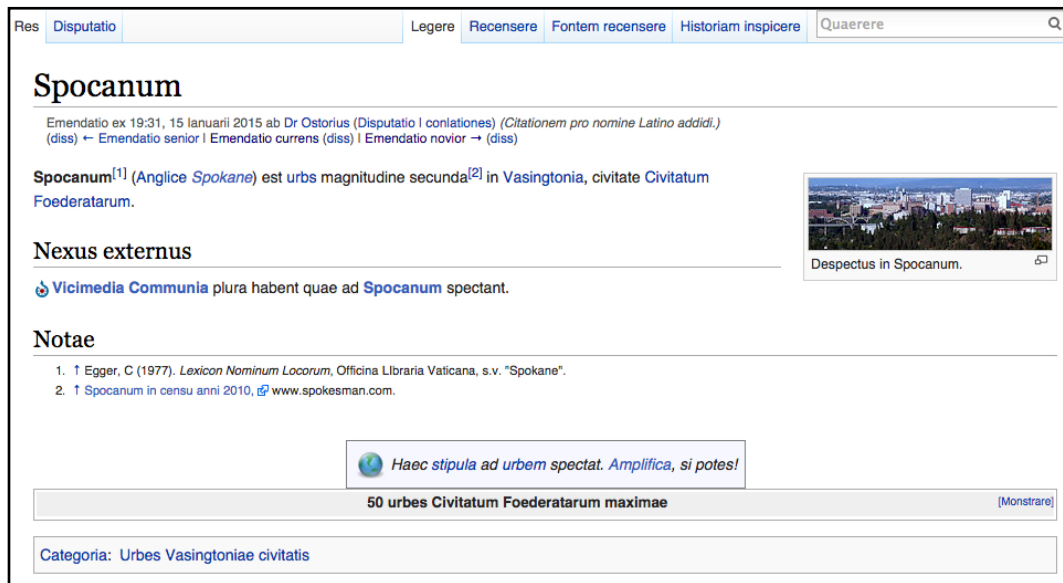 Res Disputatio Legere Recensere Fontem recensere Historiam inspicere Quaerere
Spocanum
Emendatio ex 19:31, 15 Ianuarii 2015 ab Dr Ostorius (Disputatio | conlationes) (Citationem pro nomine Latino addidi.)
(diss) ← Emendatio senior | Emendatio currens (diss) | Emendatio novior → (diss)
Spocanum[1] (Anglice Spokane) est urbs magnitudine secunda[2] in Vasingtonia, civitate Civitatum
Foederatarum.
Despectus in Spocanum.
Nexus externus
Vicimedia Communia plura habent quae ad Spocanum spectant.
Notae
1. ↑ Egger, C (1977). Lexicon Nominum Locorum, Officina LIbraria Vaticana, s.v. "Spokane".
2. ↑ Spocanum in censu anni 2010, www.spokesman.com.
Haec stipula ad urbem spectat. Amplifica, si potes!
50 urbes Civitatum Foederatarum maximae [Monstrare]
Categoria: Urbes Vasingtoniae civitatis